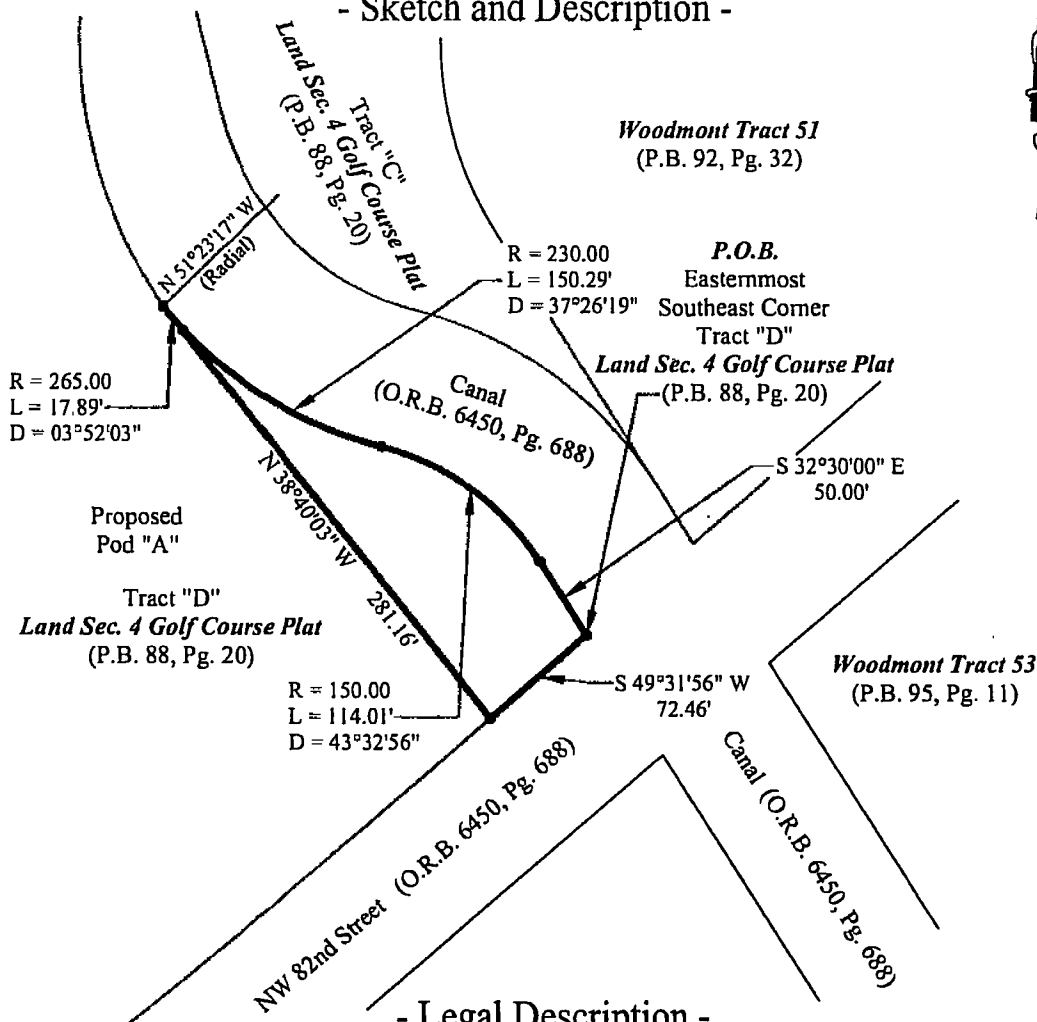 - Sketch and Description -
Land Sec. 4 Golf Course Plat
Tract "C"
(P.B. 88, Pg. 20)
Woodmont Tract 51
(P.B. 92, Pg. 32)
N 51°23'17" W
(Radial)
R = 230.00
L = 150.29'
D = 37°26'19"
P.O.B.
Easternmost
Southeast Corner
Tract "D"
Land Sec. 4 Golf Course Plat
(P.B. 88, Pg. 20)
R = 265.00
L = 17.89'
D = 03°52'03"
Canal
(O.R.B. 6450, Pg. 688)
S 32°30'00" E
50.00'
N 38°40'03" W
281.16'
Proposed
Pod "A"
Tract "D"
Land Sec. 4 Golf Course Plat
(P.B. 88, Pg. 20)
R = 150.00
L = 114.01'
D = 43°32'56"
S 49°31'56" W
72.46'
Woodmont Tract 53
(P.B. 95, Pg. 11)
NW 82nd Street (O.R.B. 6450, Pg. 688)
Canal (O.R.B. 6450, Pg. 688)
- Legal Description -